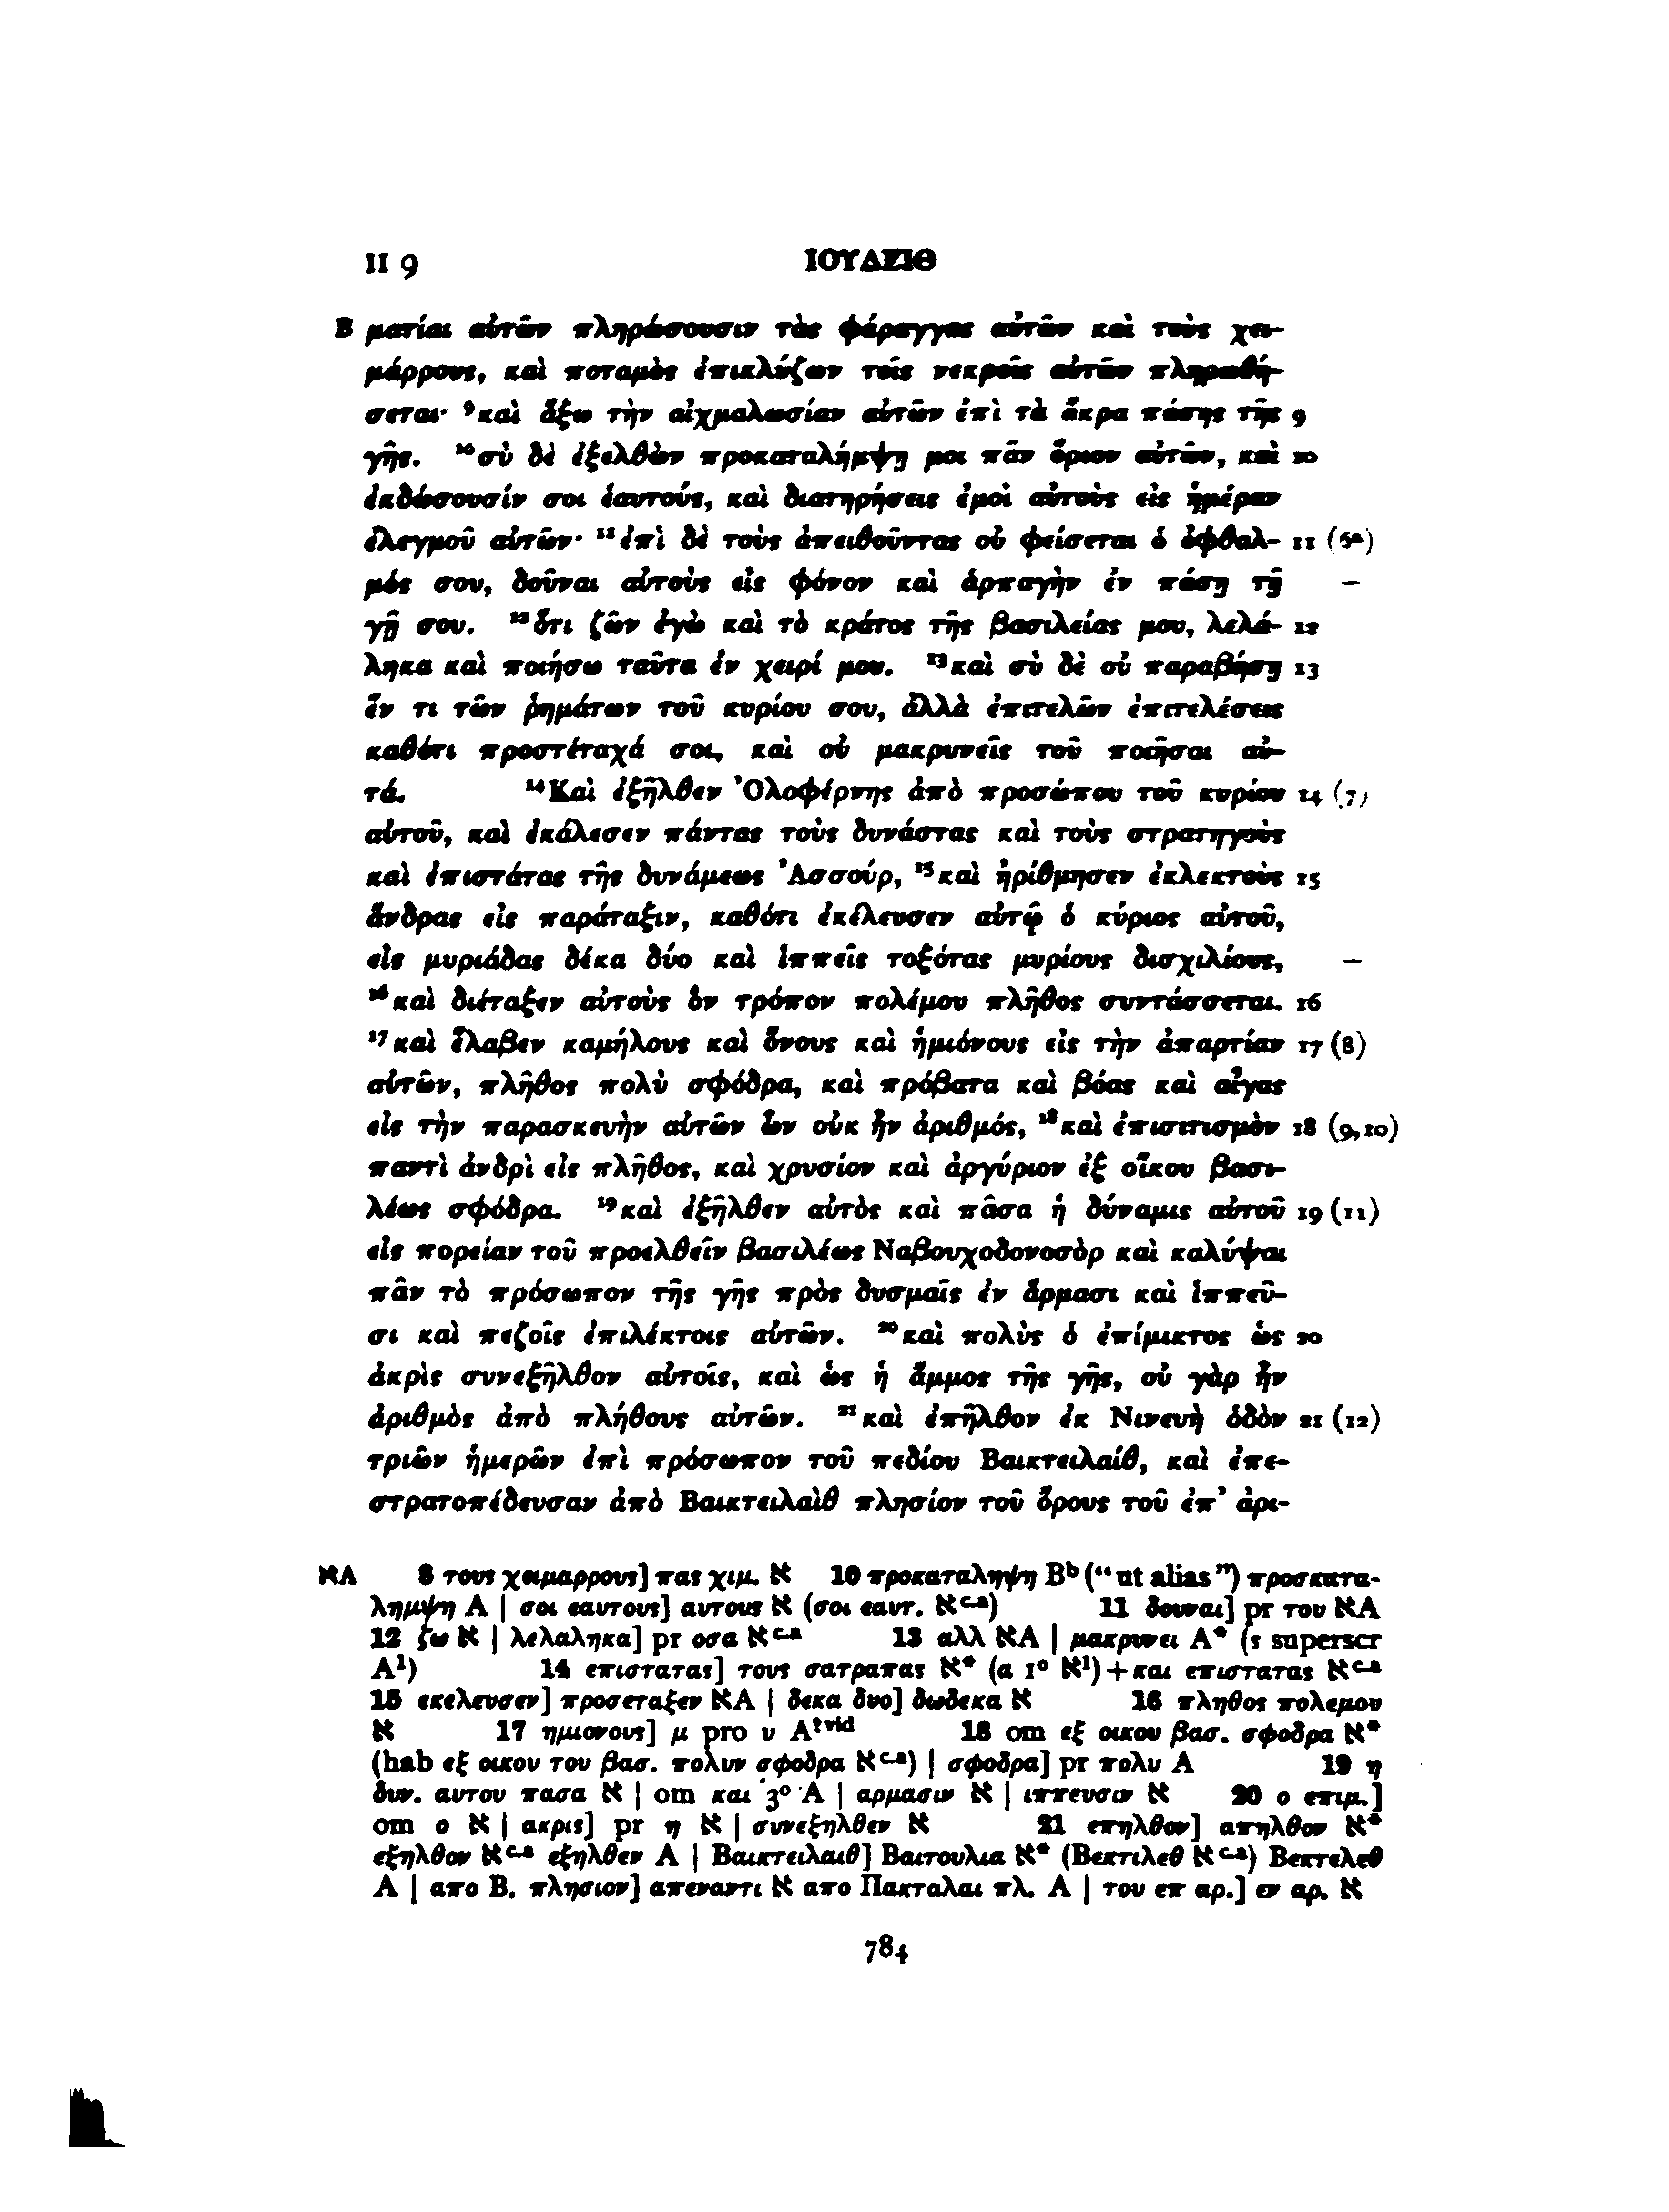 II 9 ΙΟΥΔΕΙΘ
B ματίαι αὐτῶν πληρώσουσιν τὰς φάραγγας αὐτῶν καὶ τοὺς χει-
μάρρους, καὶ ποταμὸς ἐπικλύζων τοῖς νεκροῖς αὐτῶν πληρωθή-
σεται· ⁹καὶ ἄξω τὴν αἰχμαλωσίαν αὐτῶν ἐπὶ τὰ ἄκρα πάσης τῆς 9
γῆς. ¹⁰σὺ δὲ ἐξελθὼν προκαταλήμψῃ μοι πᾶν ὅριον αὐτῶν, καὶ 10
ἐκδώσουσίν σοι ἑαυτούς, καὶ διατηρήσεις ἐμοὶ αὐτοὺς εἰς ἡμέραν
ἐλεγμοῦ αὐτῶν· ¹¹ἐπὶ δὲ τοὺς ἀπειθοῦντας οὐ φείσεται ὁ ὀφθαλ- 11 (6ᵃ)
μός σου, δοῦναι αὐτοὺς εἰς φόνον καὶ ἁρπαγὴν ἐν πάσῃ τῇ –
γῇ σου. ¹²ὅτι ζῶν ἐγὼ καὶ τὸ κράτος τῆς βασιλείας μου, λελά- 12
ληκα καὶ ποιήσω ταῦτα ἐν χειρί μου. ¹³καὶ σὺ δὲ οὐ παραβήσῃ 13
ἕν τι τῶν ῥημάτων τοῦ κυρίου σου, ἀλλὰ ἐπιτελῶν ἐπιτελέσεις
καθότι προστέταχά σοι, καὶ οὐ μακρυνεῖς τοῦ ποιῆσαι αὐ-
τά. ¹⁴Καὶ ἐξῆλθεν Ὀλοφέρνης ἀπὸ προσώπου τοῦ κυρίου 14 (7)
αὐτοῦ, καὶ ἐκάλεσεν πάντας τοὺς δυνάστας καὶ τοὺς στρατηγοὺς
καὶ ἐπιστάτας τῆς δυνάμεως Ἀσσούρ, ¹⁵καὶ ἠρίθμησεν ἐκλεκτοὺς 15
ἄνδρας εἰς παράταξιν, καθότι ἐκέλευσεν αὐτῷ ὁ κύριος αὐτοῦ,
εἰς μυριάδας δέκα δύο καὶ ἱππεῖς τοξότας μυρίους δισχιλίους, –
¹⁶καὶ διέταξεν αὐτοὺς ὃν τρόπον πολέμου πλῆθος συντάσσεται. 16
¹⁷καὶ ἔλαβεν καμήλους καὶ ὄνους καὶ ἡμιόνους εἰς τὴν ἀπαρτίαν 17 (8)
αὐτῶν, πλῆθος πολὺ σφόδρα, καὶ πρόβατα καὶ βόας καὶ αἶγας
εἰς τὴν παρασκευὴν αὐτῶν ὧν οὐκ ἦν ἀριθμός, ¹⁸καὶ ἐπισιτισμὸν 18 (9, 10)
παντὶ ἀνδρὶ εἰς πλῆθος, καὶ χρυσίον καὶ ἀργύριον ἐξ οἴκου βασι-
λέως σφόδρα. ¹⁹καὶ ἐξῆλθεν αὐτὸς καὶ πᾶσα ἡ δύναμις αὐτοῦ 19 (11)
εἰς πορείαν τοῦ προελθεῖν βασιλέως Ναβουχοδονοσὸρ καὶ καλύψαι
πᾶν τὸ πρόσωπον τῆς γῆς πρὸς δυσμαῖς ἐν ἅρμασι καὶ ἱππεῦ-
σι καὶ πεζοῖς ἐπιλέκτοις αὐτῶν. ²⁰καὶ πολὺς ὁ ἐπίμικτος ὡς 20
ἀκρὶς συνεξῆλθον αὐτοῖς, καὶ ὡς ἡ ἄμμος τῆς γῆς, οὐ γὰρ ἦν
ἀριθμὸς ἀπὸ πλήθους αὐτῶν. ²¹καὶ ἐπῆλθον ἐκ Νινευὴ ὁδὸν 21 (12)
τριῶν ἡμερῶν ἐπὶ πρόσωπον τοῦ πεδίου Βαικτειλαίθ, καὶ ἐπε-
στρατοπέδευσαν ἀπὸ Βαικτειλαὶθ πλησίον τοῦ ὄρους τοῦ ἐπ᾽ ἀρι-
אA 8 τους χειμαρρους] πας χιμ. א 10 προκαταληψη Bᵇ (“ut alias”) προσκατα-
λημψη A | σοι εαυτους] αυτους א (σοι εαυτ. אᶜ·ᵃ) 11 δουναι] pr του אA
12 ζω א | λελαληκα] pr οσα אᶜ·ᵃ 13 αλλ אA | μακρυνει A* (ς superscr
A¹) 14 επιστατας] τους σατραπας א* (α 1° א¹) + και επιστατας אᶜ·ᵃ
15 εκελευσεν] προσεταξεν אA | δεκα δυο] δωδεκα א 16 πληθος πολεμου
א 17 ημιονους] μ pro υ Aᵗ ᵛⁱᵈ 18 om εξ οικου βασ. σφοδρα א*
(hab εξ οικου του βασ. πολυν σφοδρα אᶜ·ᵃ) | σφοδρα] pr πολυ A 19 η
δυν. αυτου πασα א | om και 3° A | αρμασιν א | ιππευσιν א 20 ο επιμ.]
om ο א | ακρις] pr η א | συνεξηλθεν א 21 επηλθον] απηλθον א*
εξηλθον אᶜ·ᵃ εξηλθεν A | Βαικτειλαιθ] Βαιτουλια א* (Βεκτιλεθ אᶜ·ᵃ) Βεκτελεθ
A | απο Β. πλησιον] απεναντι א απο Πακταλαι πλ. A | του επ αρ.] εν αρ. א
784